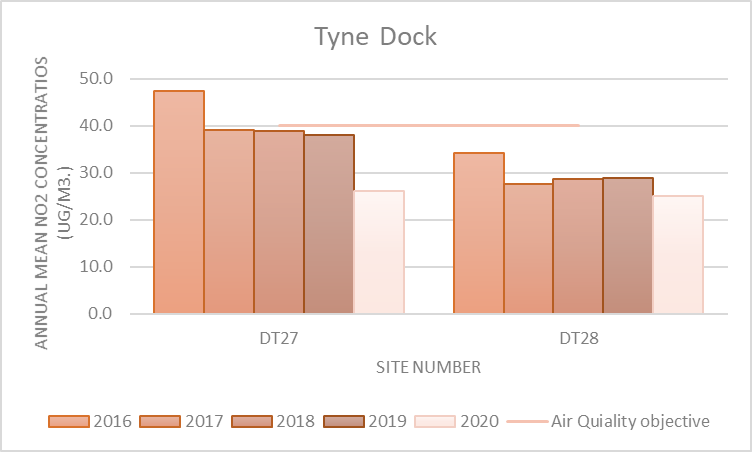 Tyne Dock
ANNUAL MEAN NO2 CONCENTRATIOS
(UG/M3.)
50.0
40.0
30.0
20.0
10.0
0.0
DT27 DT28
SITE NUMBER
2016 2017 2018 2019 2020 Air Quiality objective